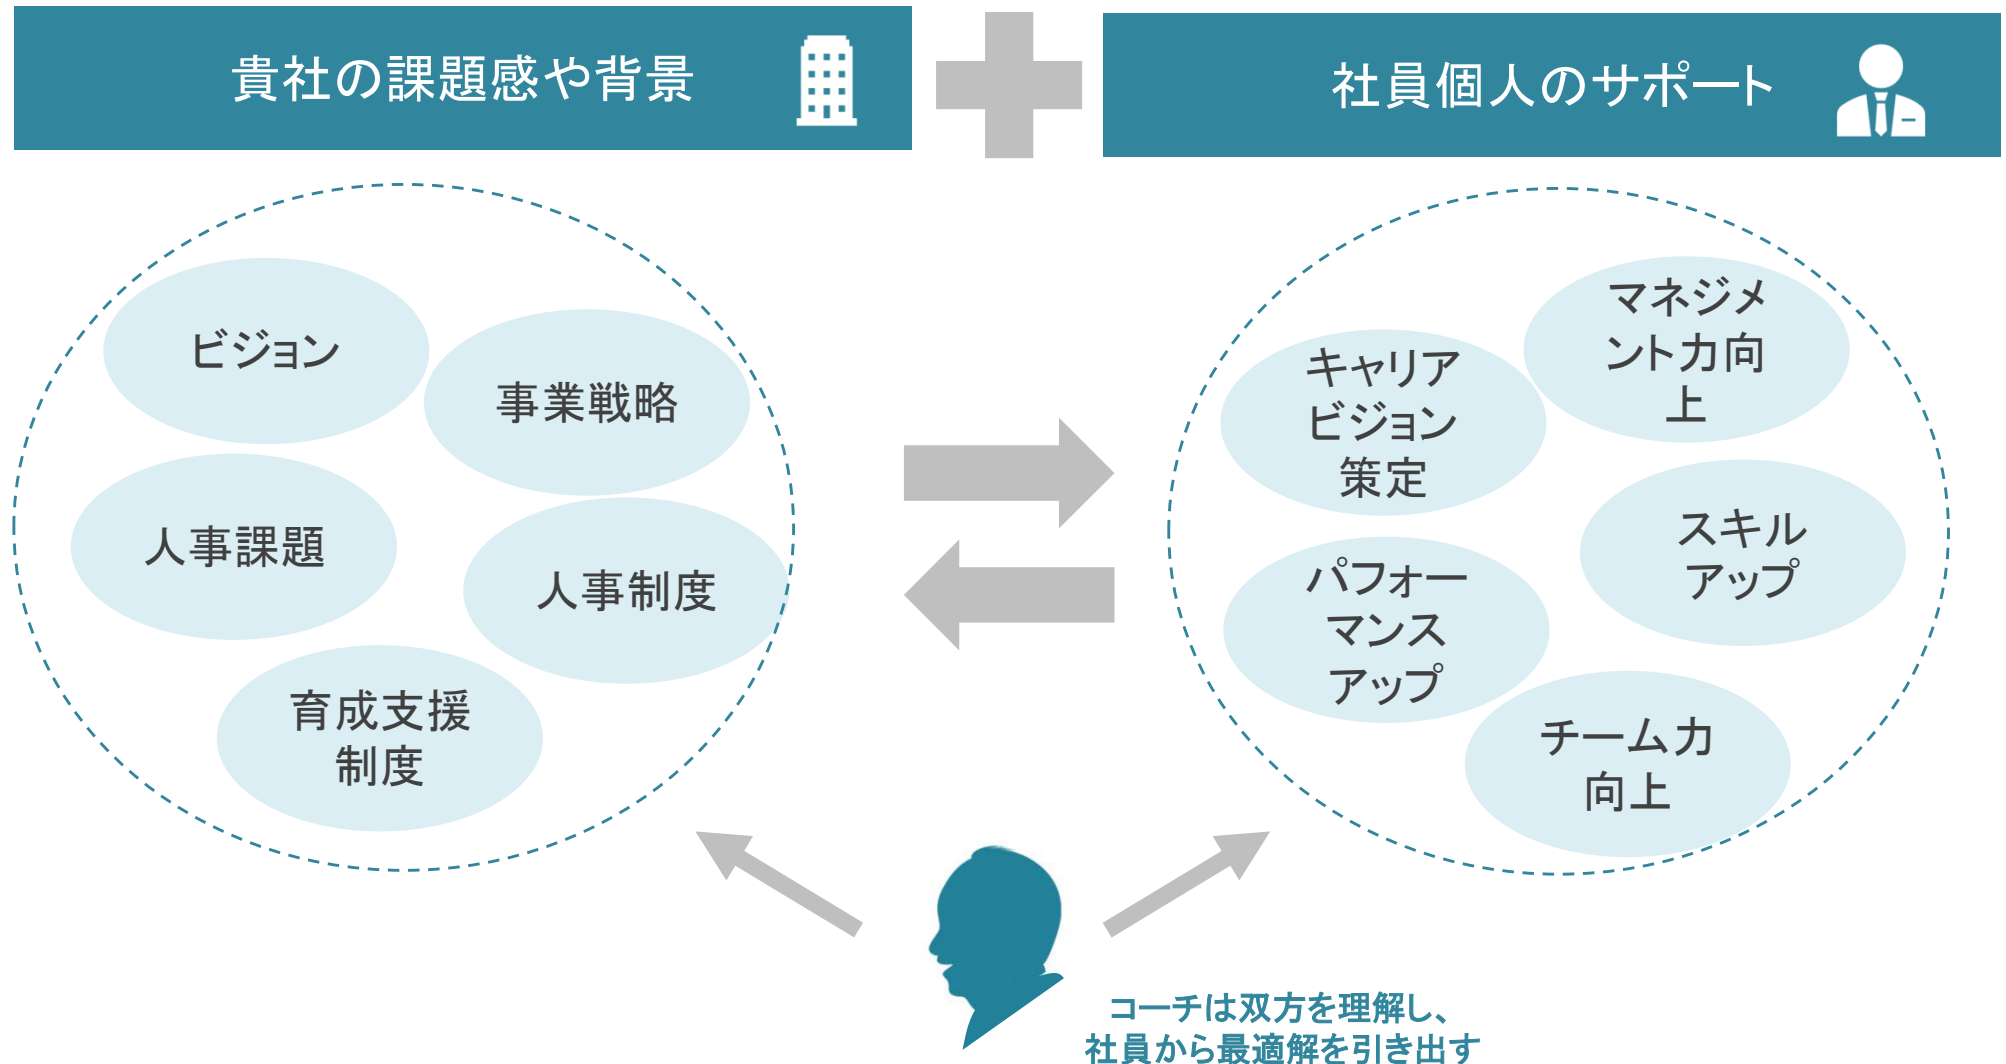 貴社の課題感や背景
社員個人のサポート
ビジョン
事業戦略
人事課題
人事制度
育成支援
制度
マネジメ
ント力向
上
キャリア
ビジョン
策定
スキル
アップ
パフォー
マンス
アップ
チーム力
向上
コーチは双方を理解し、
社員から最適解を引き出す